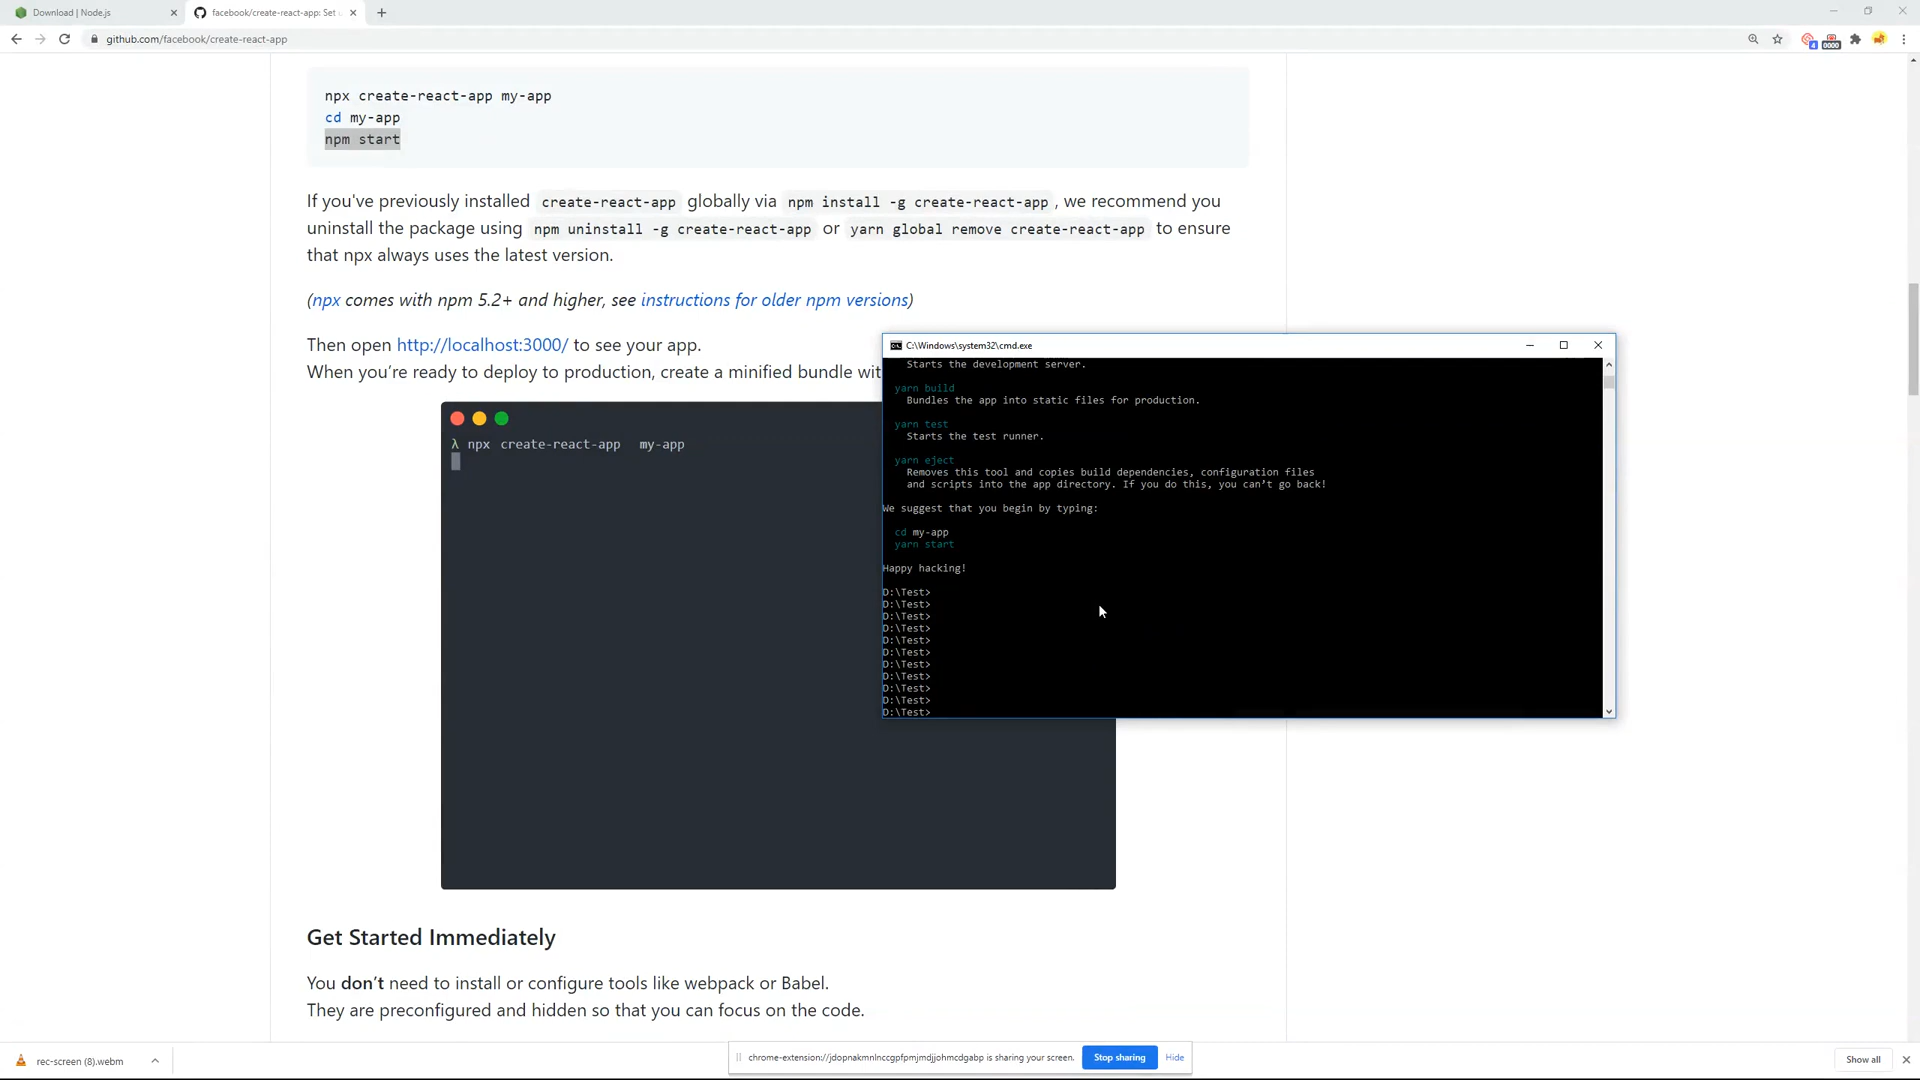 Download | Node.js
facebook/create-react-app: Set u
github.com/facebook/create-react-app
4
0000
npx create-react-app my-app
cd my-app
npm start
If you've previously installed create-react-app globally via npm install -g create-react-app, we recommend you
uninstall the package using npm uninstall -g create-react-app or yarn global remove create-react-app to ensure
that npx always uses the latest version.
(npx comes with npm 5.2+ and higher, see instructions for older npm versions)
Then open http://localhost:3000/ to see your app.
When you’re ready to deploy to production, create a minified bundle wit
λ npx create-react-app my-app
C:\Windows\system32\cmd.exe
Starts the development server.
yarn build
Bundles the app into static files for production.
yarn test
Starts the test runner.
yarn eject
Removes this tool and copies build dependencies, configuration files
and scripts into the app directory. If you do this, you can’t go back!
We suggest that you begin by typing:
cd my-app
yarn start
Happy hacking!
D:\Test>
D:\Test>
D:\Test>
D:\Test>
D:\Test>
D:\Test>
D:\Test>
D:\Test>
D:\Test>
D:\Test>
D:\Test>
Get Started Immediately
You don’t need to install or configure tools like webpack or Babel.
They are preconfigured and hidden so that you can focus on the code.
rec-screen (8).webm
chrome-extension://jdopnakmnlnccgpfpmjmdjjohmcdgabp is sharing your screen.
Stop sharing
Hide
Show all